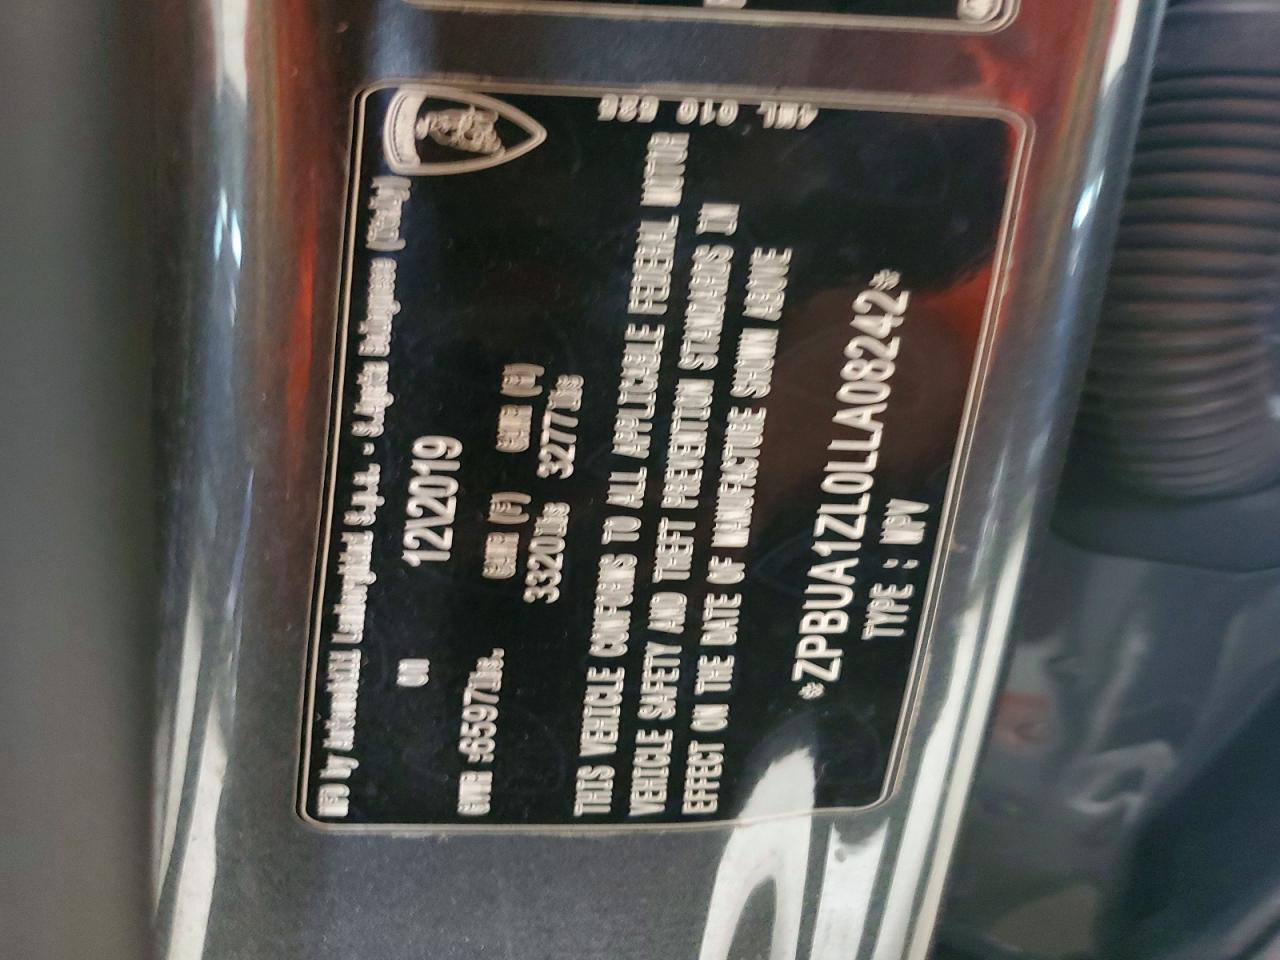 MFD by Automobili Lamborghini S.p.A. - S.Agata Bolognese (Italy)
ON 12\2019
GVWR :6597lbs. GAWR (F) GAWR (R)
3320lbs 3277lbs
THIS VEHICLE CONFORMS TO ALL APPLICABLE FEDERAL MOTOR
VEHICLE SAFETY AND THEFT PREVENTION STANDARDS IN
EFFECT ON THE DATE OF MANUFACTURE SHOWN ABOVE
*ZPBUA1ZL0LLA08242*
TYPE : MPV